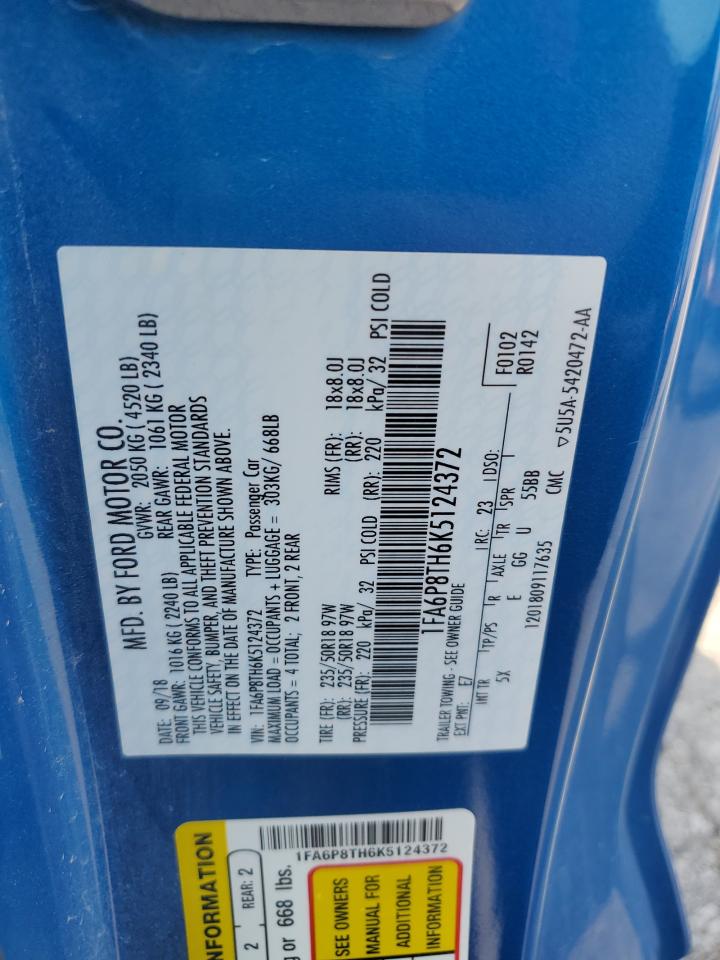 MFD. BY FORD MOTOR CO.
DATE: 09/18 GVWR: 2050 KG ( 4520 LB)
FRONT GAWR: 1016 KG ( 2240 LB) REAR GAWR: 1061 KG ( 2340 LB)
THIS VEHICLE CONFORMS TO ALL APPLICABLE FEDERAL MOTOR
VEHICLE SAFETY, BUMPER, AND THEFT PREVENTION STANDARDS
IN EFFECT ON THE DATE OF MANUFACTURE SHOWN ABOVE.
VIN: 1FA6P8TH6K5124372 TYPE: Passenger Car
MAXIMUM LOAD = OCCUPANTS + LUGGAGE = 303KG/ 668LB
OCCUPANTS = 4 TOTAL: 2 FRONT, 2 REAR
TIRE (FR): 235/50R18 97W RIMS (FR): 18x8.0J
(RR): 235/50R18 97W (RR): 18x8.0J
PRESSURE (FR): 220 kPa/ 32 PSI COLD (RR): 220 kPa/ 32 PSI COLD
1FA6P8TH6K5124372
TRAILER TOWING - SEE OWNER GUIDE
EXT PNT: E7 RC: 23 DSO:
F0102
R0142
INT TR TP/PS R AXLE TR SPR
5X E GG U 55BB
1201809117635 CMC
▽5U5A-5420472-AA
1FA6P8TH6K5124372
NFORMATION
2 REAR: 2
g or 668 lbs.
SEE OWNERS
MANUAL FOR
ADDITIONAL
INFORMATION